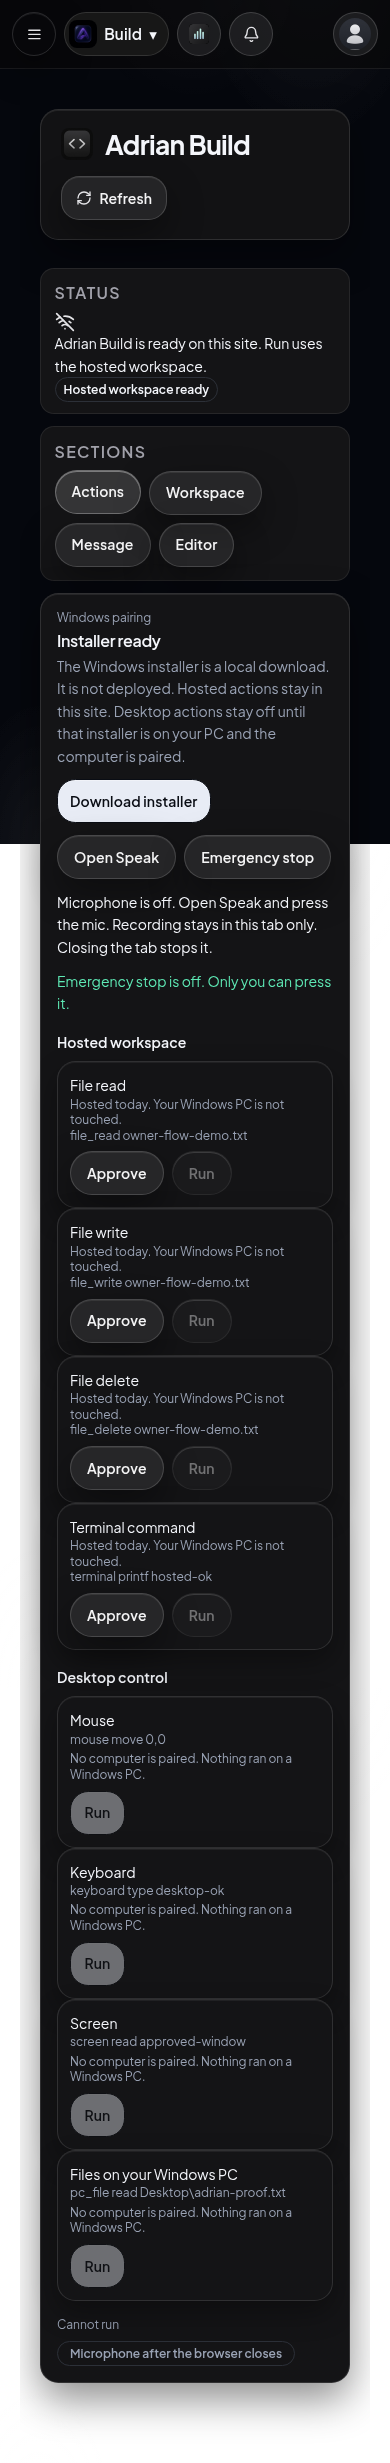 Build ▾
Adrian Build
Refresh
STATUS
Adrian Build is ready on this site. Run uses
the hosted workspace.
Hosted workspace ready
SECTIONS
Actions
Workspace
Message
Editor
Windows pairing
Installer ready
The Windows installer is a local download.
It is not deployed. Hosted actions stay in
this site. Desktop actions stay off until
that installer is on your PC and the
computer is paired.
Download installer
Open Speak
Emergency stop
Microphone is off. Open Speak and press
the mic. Recording stays in this tab only.
Closing the tab stops it.
Emergency stop is off. Only you can press
it.
Hosted workspace
File read
Hosted today. Your Windows PC is not
touched.
file_read owner-flow-demo.txt
Approve
Run
File write
Hosted today. Your Windows PC is not
touched.
file_write owner-flow-demo.txt
Approve
Run
File delete
Hosted today. Your Windows PC is not
touched.
file_delete owner-flow-demo.txt
Approve
Run
Terminal command
Hosted today. Your Windows PC is not
touched.
terminal printf hosted-ok
Approve
Run
Desktop control
Mouse
mouse move 0,0
No computer is paired. Nothing ran on a
Windows PC.
Run
Keyboard
keyboard type desktop-ok
No computer is paired. Nothing ran on a
Windows PC.
Run
Screen
screen read approved-window
No computer is paired. Nothing ran on a
Windows PC.
Run
Files on your Windows PC
pc_file read Desktop\adrian-proof.txt
No computer is paired. Nothing ran on a
Windows PC.
Run
Cannot run
Microphone after the browser closes